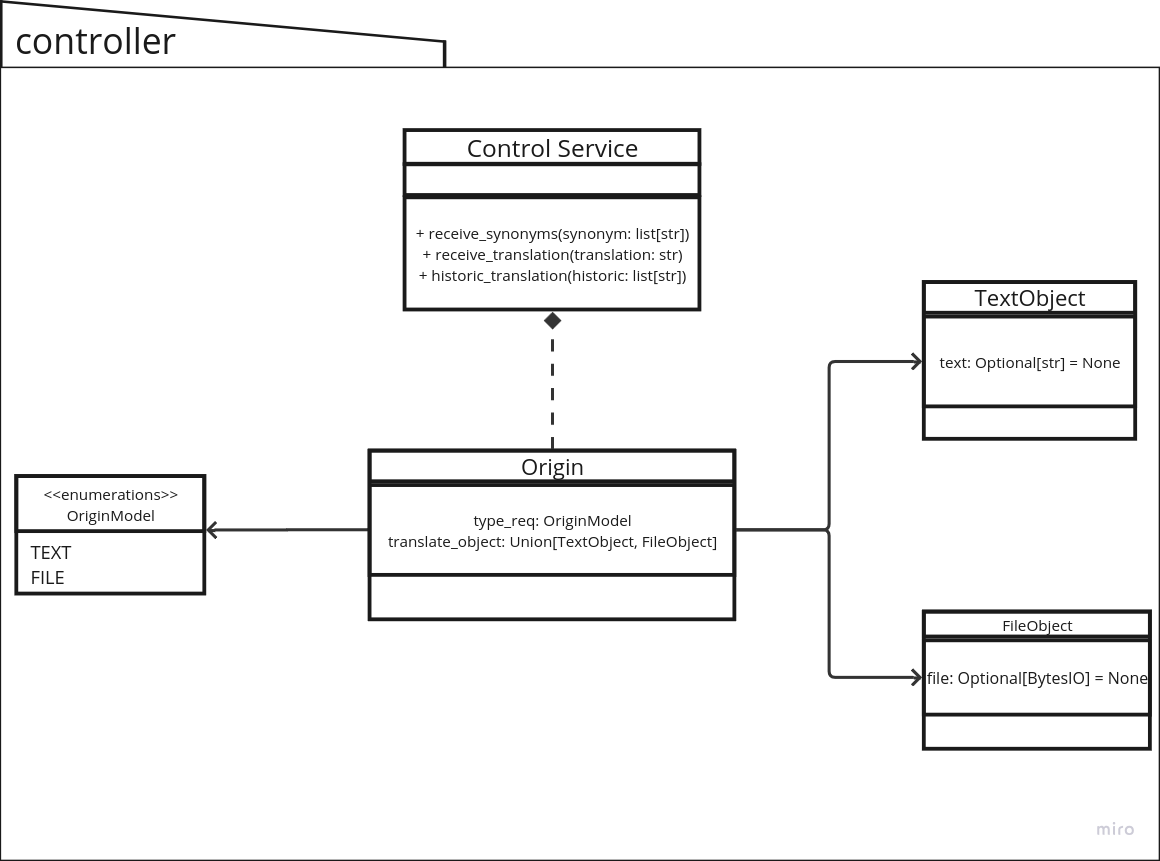 controller
Control Service
+ receive_synonyms(synonym: list[str])
+ receive_translation(translation: str)
+ historic_translation(historic: list[str])
TextObject
text: Optional[str] = None
Origin
type_req: OriginModel
translate_object: Union[TextObject, FileObject]
<<enumerations>>
OriginModel
TEXT
FILE
FileObject
file: Optional[BytesIO] = None
miro